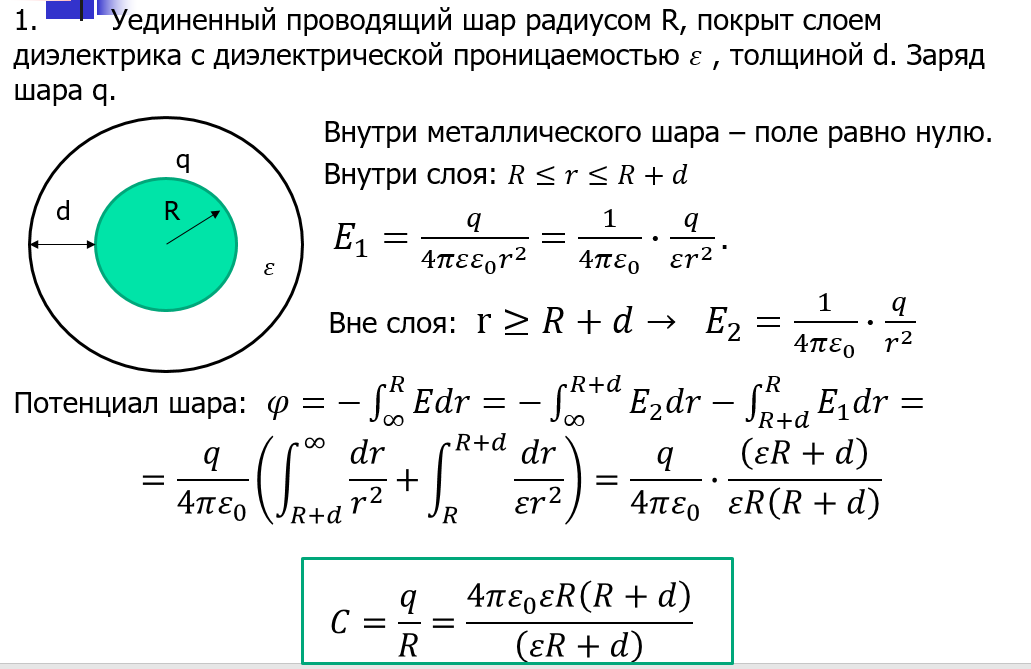 1. Уединенный проводящий шар радиусом R, покрыт слоем
диэлектрика с диэлектрической проницаемостью ε , толщиной d. Заряд
шара q.
Внутри металлического шара – поле равно нулю.
Внутри слоя: R ≤ r ≤ R + d
q
d
R
ε
E₁ = q/(4πεε₀r²) = 1/(4πε₀) · q/(εr²).
Вне слоя: r ≥ R + d → E₂ = 1/(4πε₀) · q/r²
Потенциал шара: φ = −∫_∞^R Edr = −∫_∞^(R+d) E₂dr − ∫_(R+d)^R E₁dr =
= q/(4πε₀) (∫_(R+d)^∞ dr/r² + ∫_R^(R+d) dr/(εr²)) = q/(4πε₀) · (εR + d)/(εR(R + d))
C = q/R = 4πε₀εR(R + d)/(εR + d)